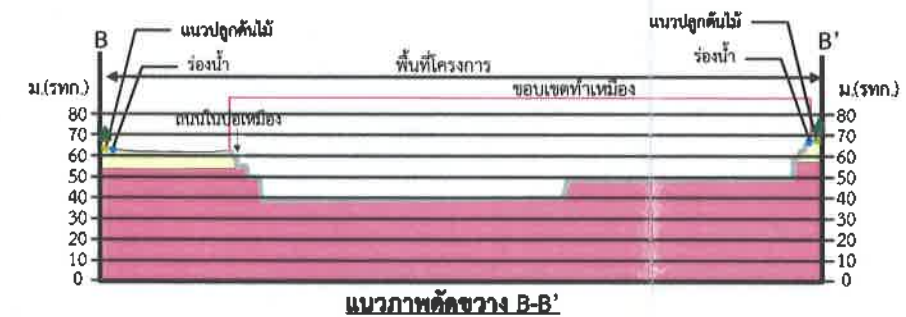 แนวปลูกต้นไม้
แนวปลูกต้นไม้
B
B’
ร่องน้ำ
พื้นที่โครงการ
ร่องน้ำ
ม.(รทก.)
ขอบเขตทำเหมือง
ม.(รทก.)
80
80
ถนนในบ่อเหมือง
70
70
60
60
50
50
40
40
30
30
20
20
10
10
0
0
แนวภาพตัดขวาง B-B’